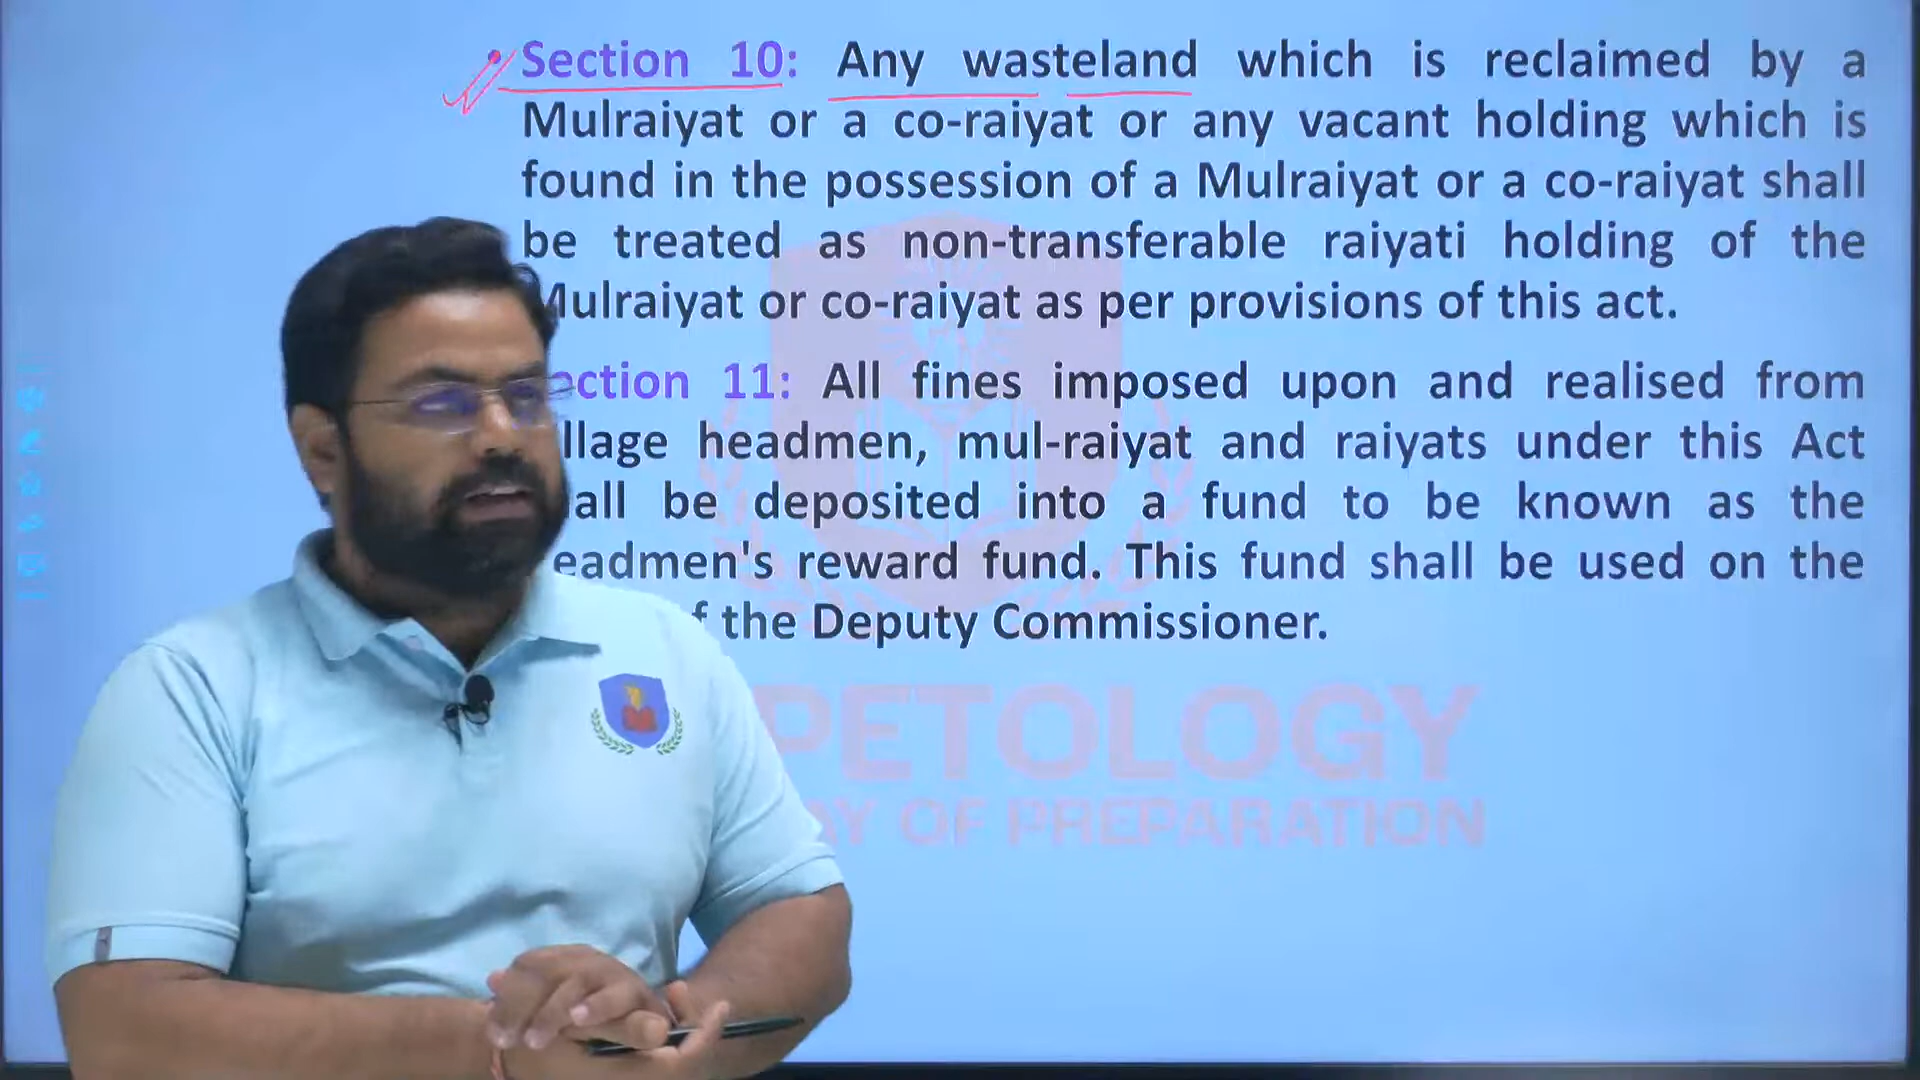 Section 10: Any wasteland which is reclaimed by a
Mulraiyat or a co-raiyat or any vacant holding which is
found in the possession of a Mulraiyat or a co-raiyat shall
be treated as non-transferable raiyati holding of the
Mulraiyat or co-raiyat as per provisions of this act.
ection 11: All fines imposed upon and realised from
llage headmen, mul-raiyat and raiyats under this Act
all be deposited into a fund to be known as the
eadmen's reward fund. This fund shall be used on the
f the Deputy Commissioner.
PETOLOGY
AY OF PREPARATION